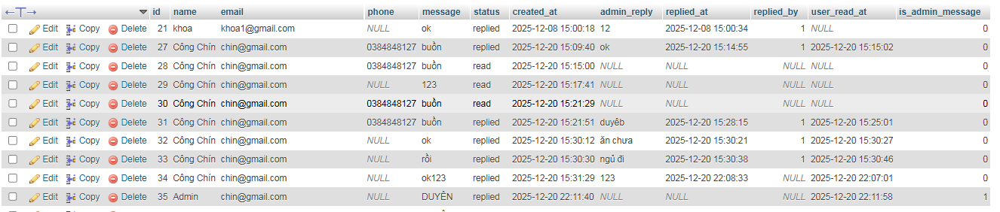 id name email phone message status created_at admin_reply replied_at replied_by user_read_at is_admin_message
Edit Copy Delete 21 khoa khoa1@gmail.com NULL ok replied 2025-12-08 15:00:18 12 2025-12-08 15:00:34 1 NULL 0
Edit Copy Delete 27 Công Chín chin@gmail.com 0384848127 buồn replied 2025-12-20 15:09:40 ok 2025-12-20 15:14:55 1 2025-12-20 15:15:02 0
Edit Copy Delete 28 Công Chín chin@gmail.com 0384848127 buồn read 2025-12-20 15:15:00 NULL NULL NULL NULL 0
Edit Copy Delete 29 Công Chín chin@gmail.com NULL 123 read 2025-12-20 15:17:41 NULL NULL NULL NULL 0
Edit Copy Delete 30 Công Chín chin@gmail.com 0384848127 buồn read 2025-12-20 15:21:29 NULL NULL NULL NULL 0
Edit Copy Delete 31 Công Chín chin@gmail.com 0384848127 buồn replied 2025-12-20 15:21:51 duyêb 2025-12-20 15:28:15 1 2025-12-20 15:25:01 0
Edit Copy Delete 32 Công Chín chin@gmail.com NULL ok replied 2025-12-20 15:30:12 ăn chưa 2025-12-20 15:30:21 1 2025-12-20 15:30:27 0
Edit Copy Delete 33 Công Chín chin@gmail.com NULL rồi replied 2025-12-20 15:30:30 ngủ đi 2025-12-20 15:30:38 1 2025-12-20 15:30:46 0
Edit Copy Delete 34 Công Chín chin@gmail.com NULL ok123 replied 2025-12-20 15:31:29 123 2025-12-20 22:08:33 NULL 2025-12-20 22:07:01 0
Edit Copy Delete 35 Admin chin@gmail.com NULL DUYÊN replied 2025-12-20 22:11:40 NULL NULL NULL 2025-12-20 22:11:58 1